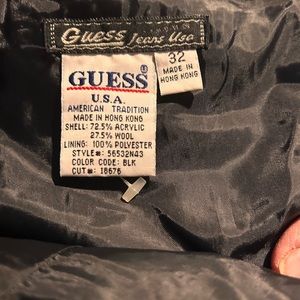 Guess Jeans Usa
32
MADE IN
HONG KONG
GUESS®
U.S.A.
AMERICAN TRADITION
MADE IN HONG KONG
SHELL: 72.5% ACRYLIC
27.5% WOOL
LINING: 100% POLYESTER
STYLE#: 56532N43
COLOR CODE: BLK
CUT#: 18676